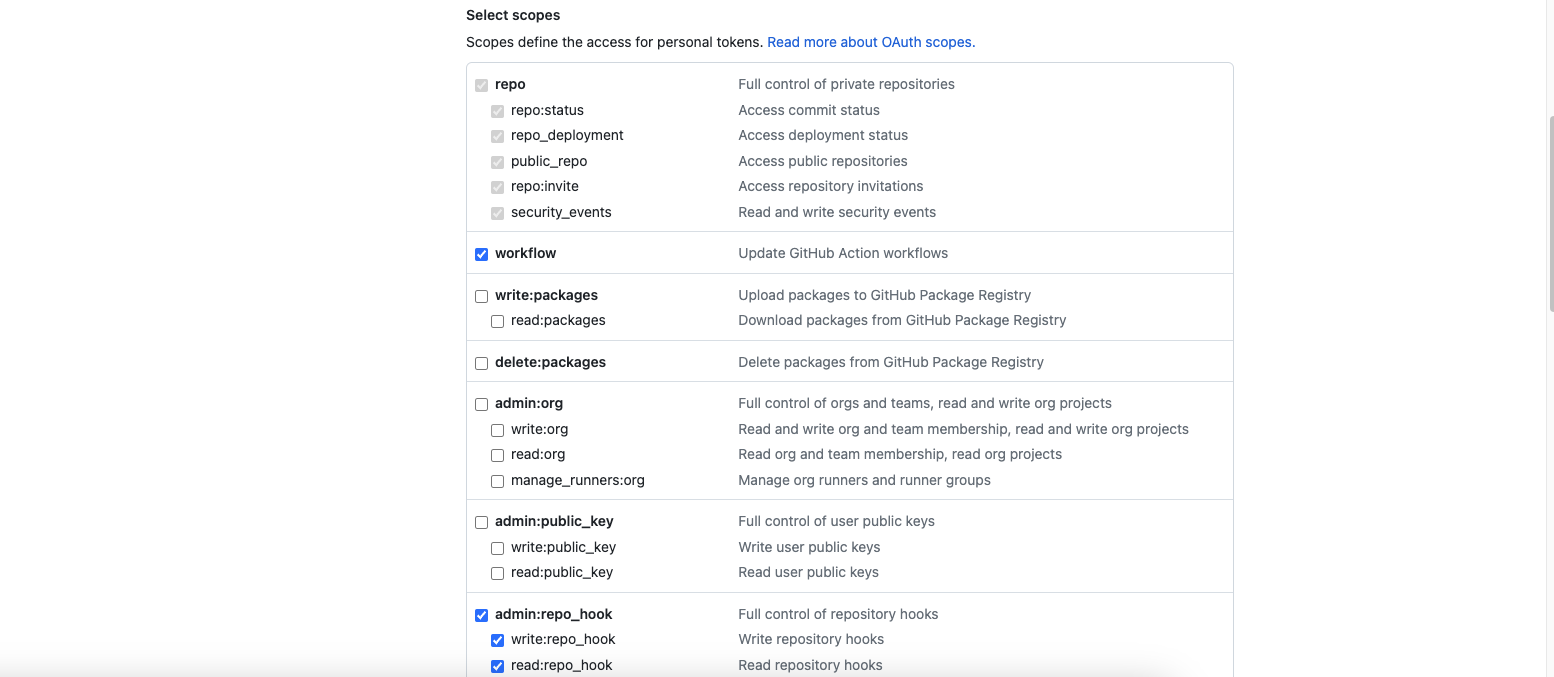 Select scopes
Scopes define the access for personal tokens. Read more about OAuth scopes.
repo Full control of private repositories
repo:status Access commit status
repo_deployment Access deployment status
public_repo Access public repositories
repo:invite Access repository invitations
security_events Read and write security events
workflow Update GitHub Action workflows
write:packages Upload packages to GitHub Package Registry
read:packages Download packages from GitHub Package Registry
delete:packages Delete packages from GitHub Package Registry
admin:org Full control of orgs and teams, read and write org projects
write:org Read and write org and team membership, read and write org projects
read:org Read org and team membership, read org projects
manage_runners:org Manage org runners and runner groups
admin:public_key Full control of user public keys
write:public_key Write user public keys
read:public_key Read user public keys
admin:repo_hook Full control of repository hooks
write:repo_hook Write repository hooks
read:repo_hook Read repository hooks